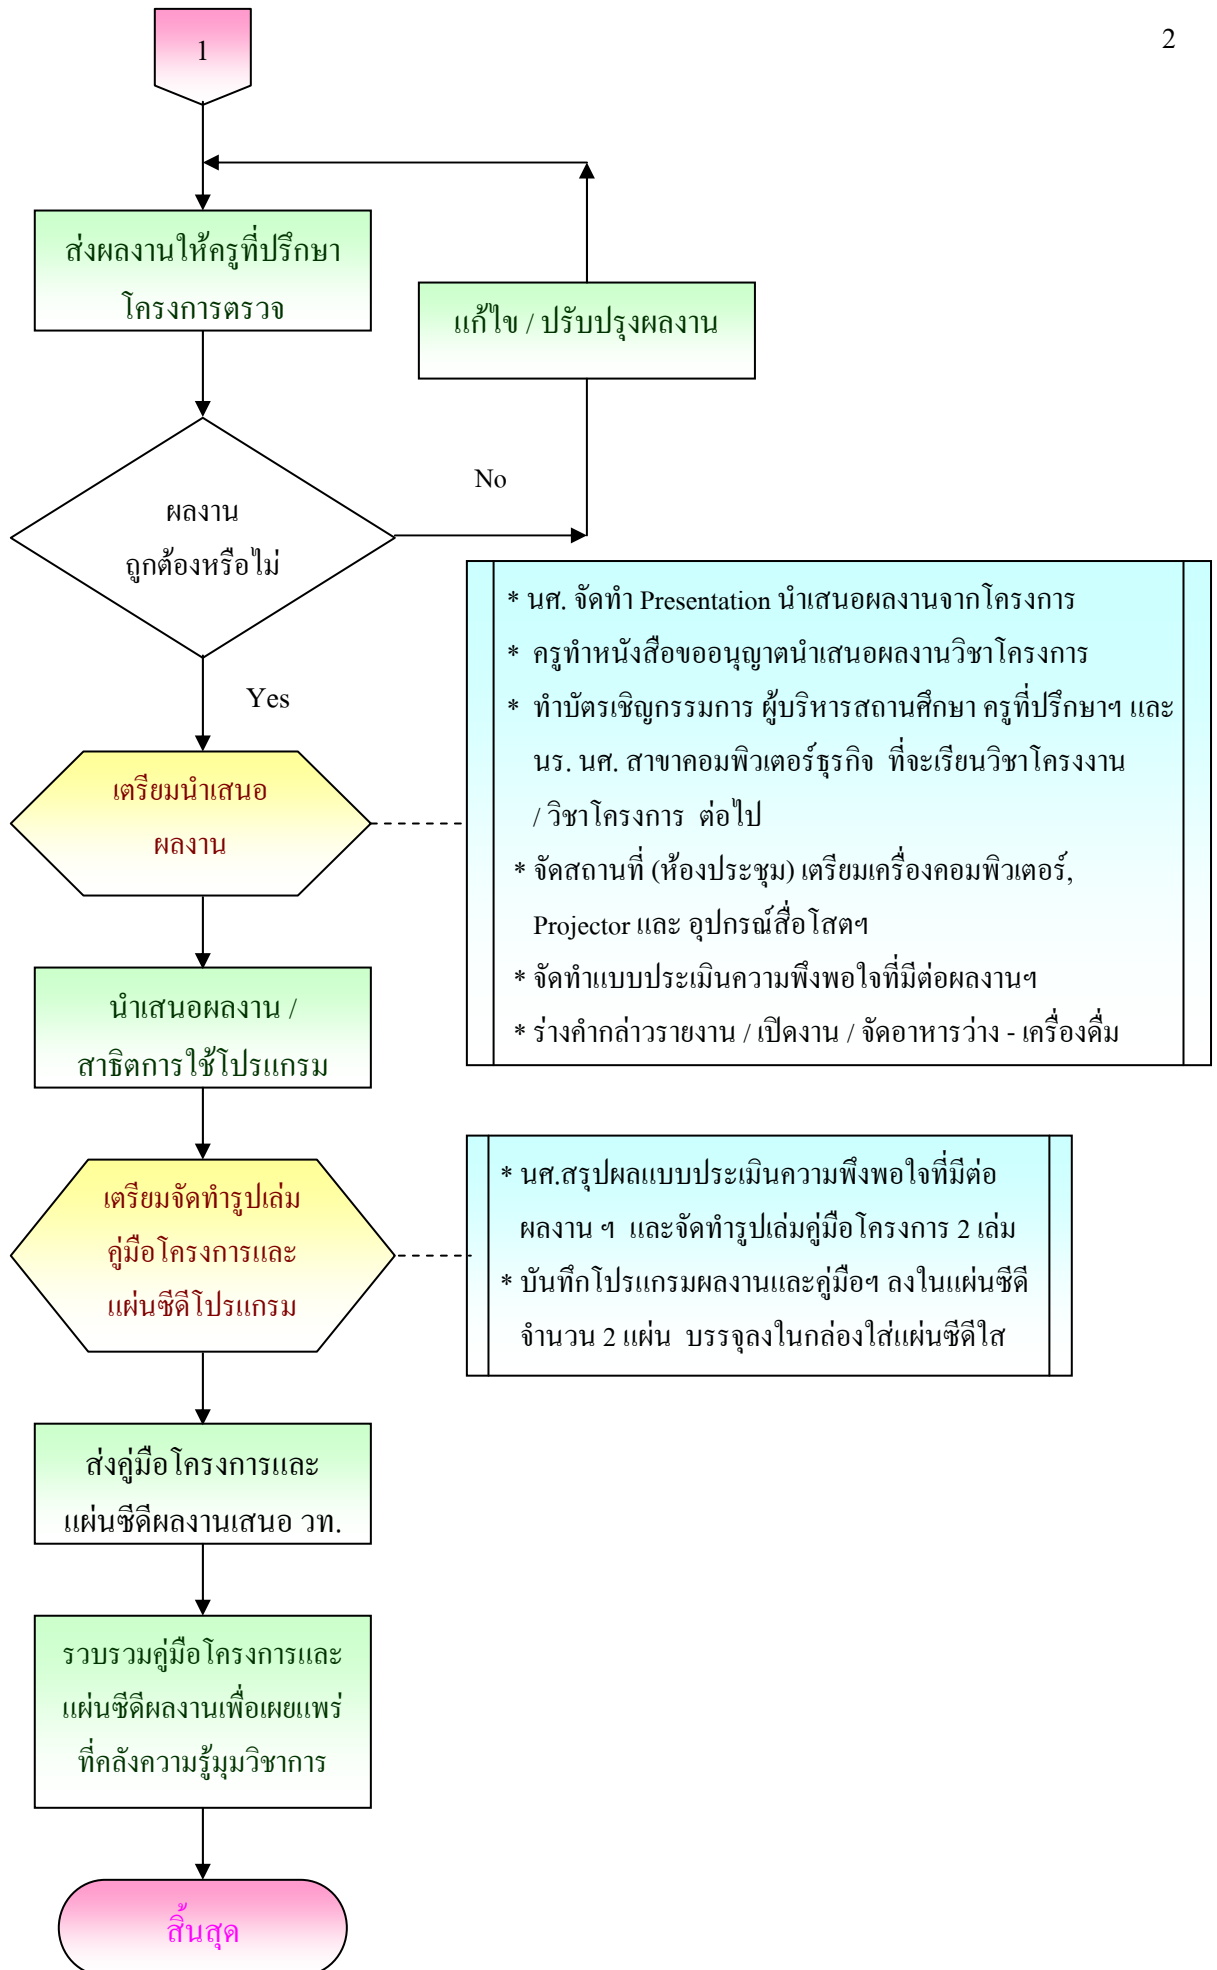 1
2
ส่งผลงานให้ครูที่ปรึกษา
โครงการตรวจ
แก้ไข / ปรับปรุงผลงาน
No
ผลงาน
ถูกต้องหรือไม่
Yes
* นศ. จัดทำ Presentation นำเสนอผลงานจากโครงการ
* ครูทำหนังสือขออนุญาตนำเสนอผลงานวิชาโครงการ
* ทำบัตรเชิญกรรมการ ผู้บริหารสถานศึกษา ครูที่ปรึกษาฯ และ
นร. นศ. สาขาคอมพิวเตอร์ธุรกิจ ที่จะเรียนวิชาโครงงาน
/ วิชาโครงการ ต่อไป
* จัดสถานที่ (ห้องประชุม) เตรียมเครื่องคอมพิวเตอร์,
Projector และ อุปกรณ์สื่อโสตฯ
* จัดทำแบบประเมินความพึงพอใจที่มีต่อผลงานฯ
* ร่างคำกล่าวรายงาน / เปิดงาน / จัดอาหารว่าง - เครื่องดื่ม
เตรียมนำเสนอ
ผลงาน
นำเสนอผลงาน /
สาธิตการใช้โปรแกรม
เตรียมจัดทำรูปเล่ม
คู่มือโครงการและ
แผ่นซีดีโปรแกรม
* นศ.สรุปผลแบบประเมินความพึงพอใจที่มีต่อ
ผลงาน ฯ และจัดทำรูปเล่มคู่มือโครงการ 2 เล่ม
* บันทึกโปรแกรมผลงานและคู่มือฯ ลงในแผ่นซีดี
จำนวน 2 แผ่น บรรจุลงในกล่องใส่แผ่นซีดีใส
ส่งคู่มือโครงการและ
แผ่นซีดีผลงานเสนอ วท.
รวบรวมคู่มือโครงการและ
แผ่นซีดีผลงานเพื่อเผยแพร่
ที่คลังความรู้มุมวิชาการ
สิ้นสุด